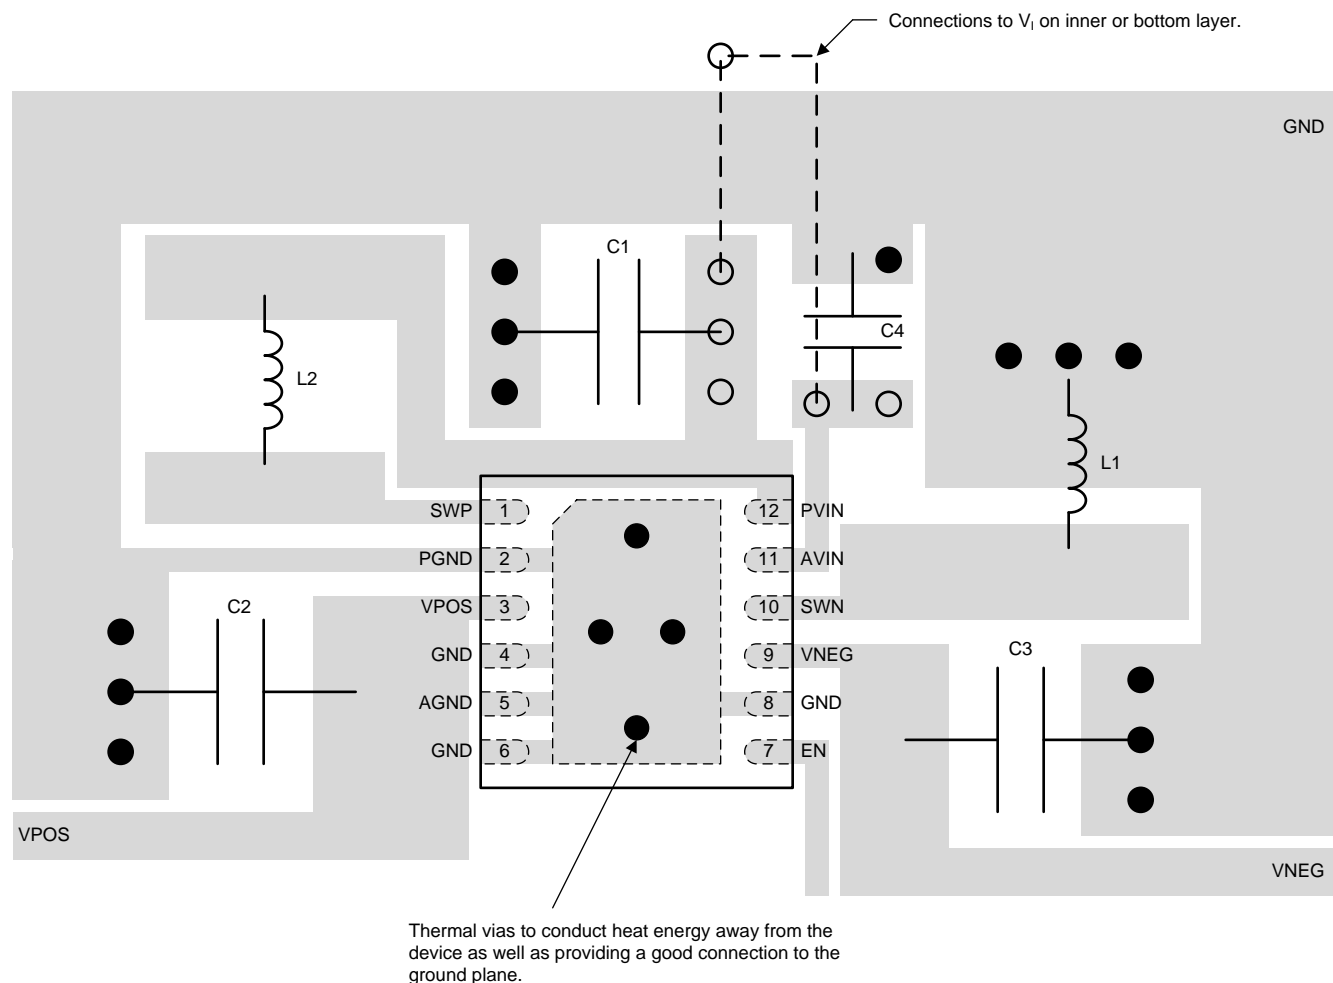 Connections to VI on inner or bottom layer.
GND
C1
C4
L2
L1
SWP 1 12 PVIN
PGND 2 11 AVIN
VPOS 3 10 SWN
C2
GND 4 9 VNEG
C3
AGND 5 8 GND
GND 6 7 EN
VPOS
VNEG
Thermal vias to conduct heat energy away from the
device as well as providing a good connection to the
ground plane.